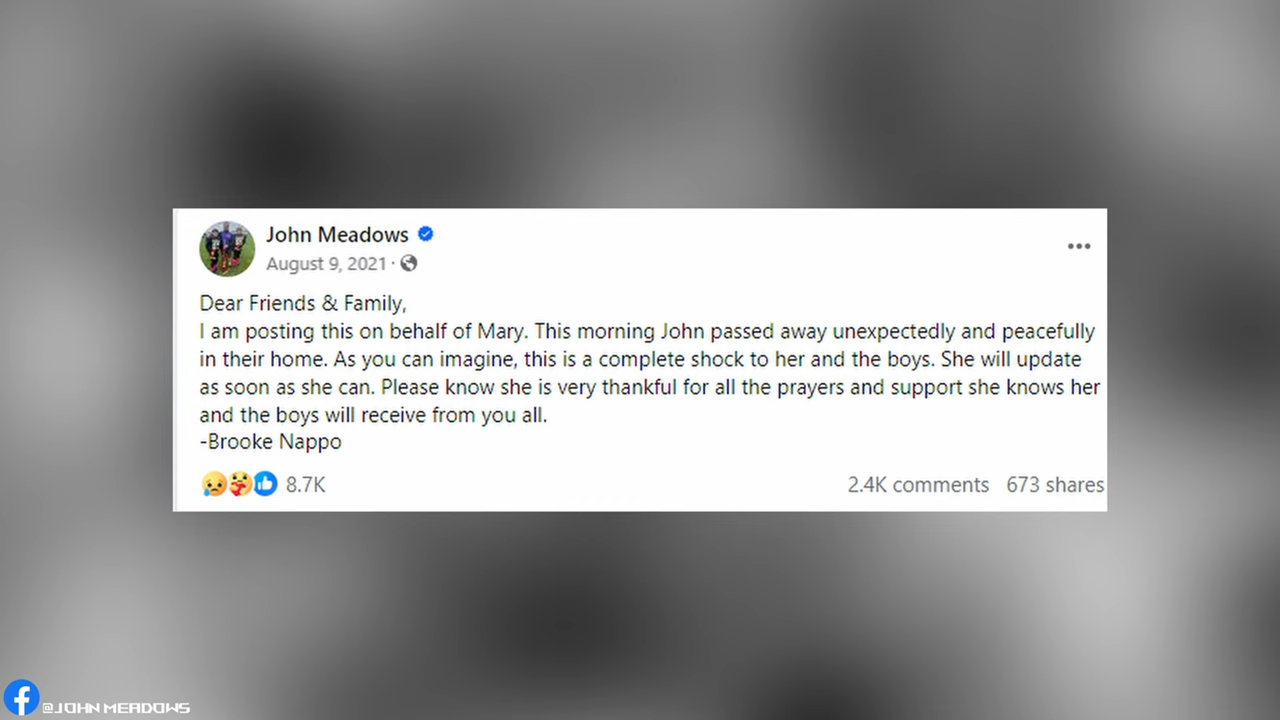 John Meadows
August 9, 2021 ·
Dear Friends & Family,
I am posting this on behalf of Mary. This morning John passed away unexpectedly and peacefully
in their home. As you can imagine, this is a complete shock to her and the boys. She will update
as soon as she can. Please know she is very thankful for all the prayers and support she knows her
and the boys will receive from you all.
-Brooke Nappo
8.7K 2.4K comments 673 shares
@JOHN MEADOWS